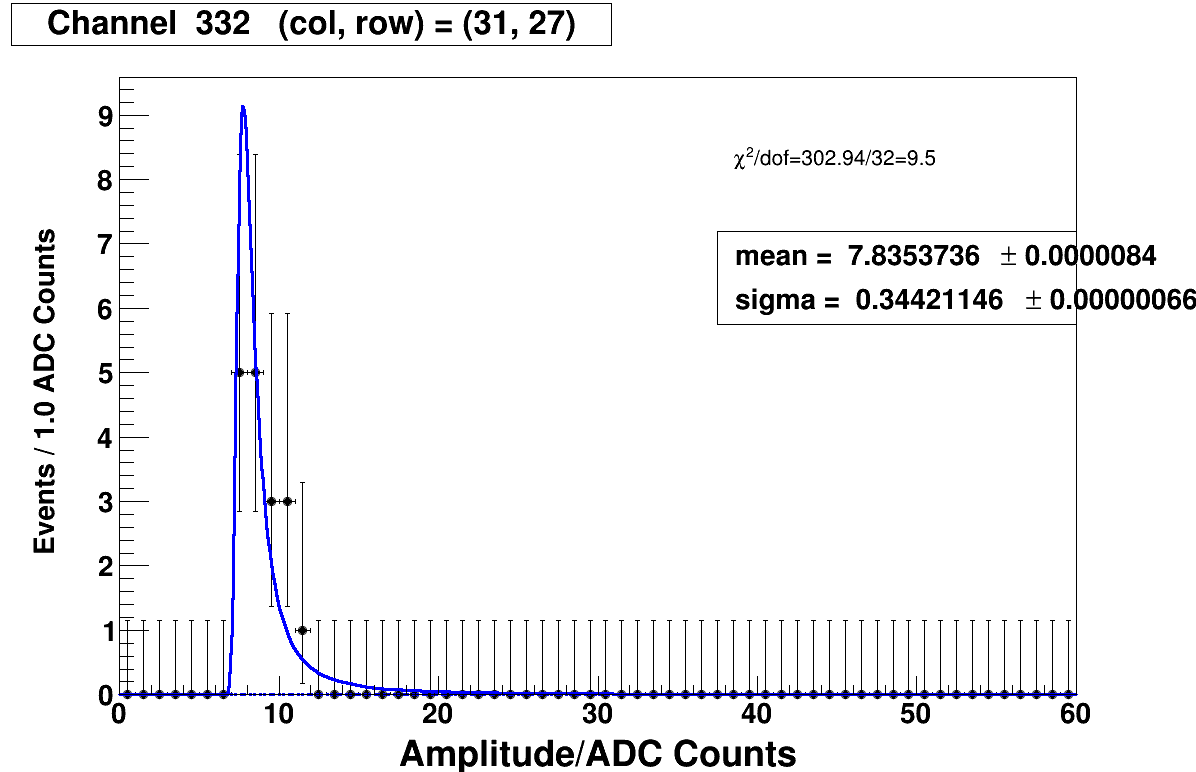 Channel 332 (col, row) = (31, 27)
χ²/dof=302.94/32=9.5
mean = 7.8353736 ± 0.0000084
sigma = 0.34421146 ± 0.00000066
Events / 1.0 ADC Counts
9
8
7
6
5
4
3
2
1
0
0 10 20 30 40 50 60
Amplitude/ADC Counts